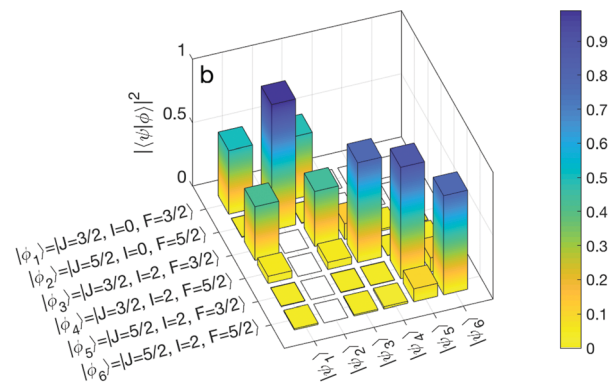 b
1
0.5
0
|⟨ψ|ϕ⟩|²
|ϕ₁⟩=|J=3/2, I=0, F=3/2⟩
|ϕ₂⟩=|J=5/2, I=0, F=5/2⟩
|ϕ₃⟩=|J=3/2, I=2, F=3/2⟩
|ϕ₄⟩=|J=3/2, I=2, F=5/2⟩
|ϕ₅⟩=|J=5/2, I=2, F=3/2⟩
|ϕ₆⟩=|J=5/2, I=2, F=5/2⟩
|ψ₁⟩
|ψ₂⟩
|ψ₃⟩
|ψ₄⟩
|ψ₅⟩
|ψ₆⟩
0.9
0.8
0.7
0.6
0.5
0.4
0.3
0.2
0.1
0